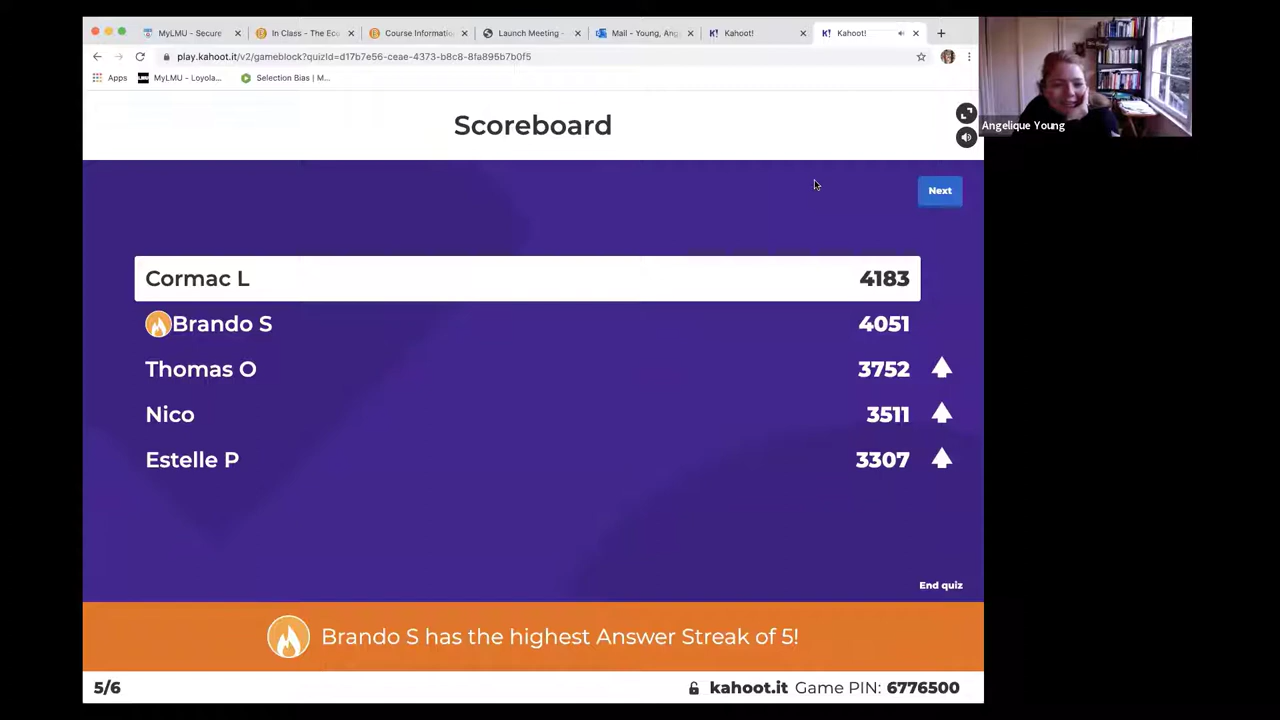 MyLMU - Secure
In Class - The Eco
Course Informatio
Launch Meeting -
Mail - Young, Ang
Kahoot!
Kahoot!
play.kahoot.it/v2/gameblock?quizId=d17b7e56-ceae-4373-b8c8-8fa895b7b0f5
Apps
LMU
MyLMU - Loyola...
Selection Bias | M...
Angelique Young
Scoreboard
Next
Cormac L 4183
Brando S 4051
Thomas O 3752
Nico 3511
Estelle P 3307
End quiz
Brando S has the highest Answer Streak of 5!
5/6
kahoot.it Game PIN: 6776500